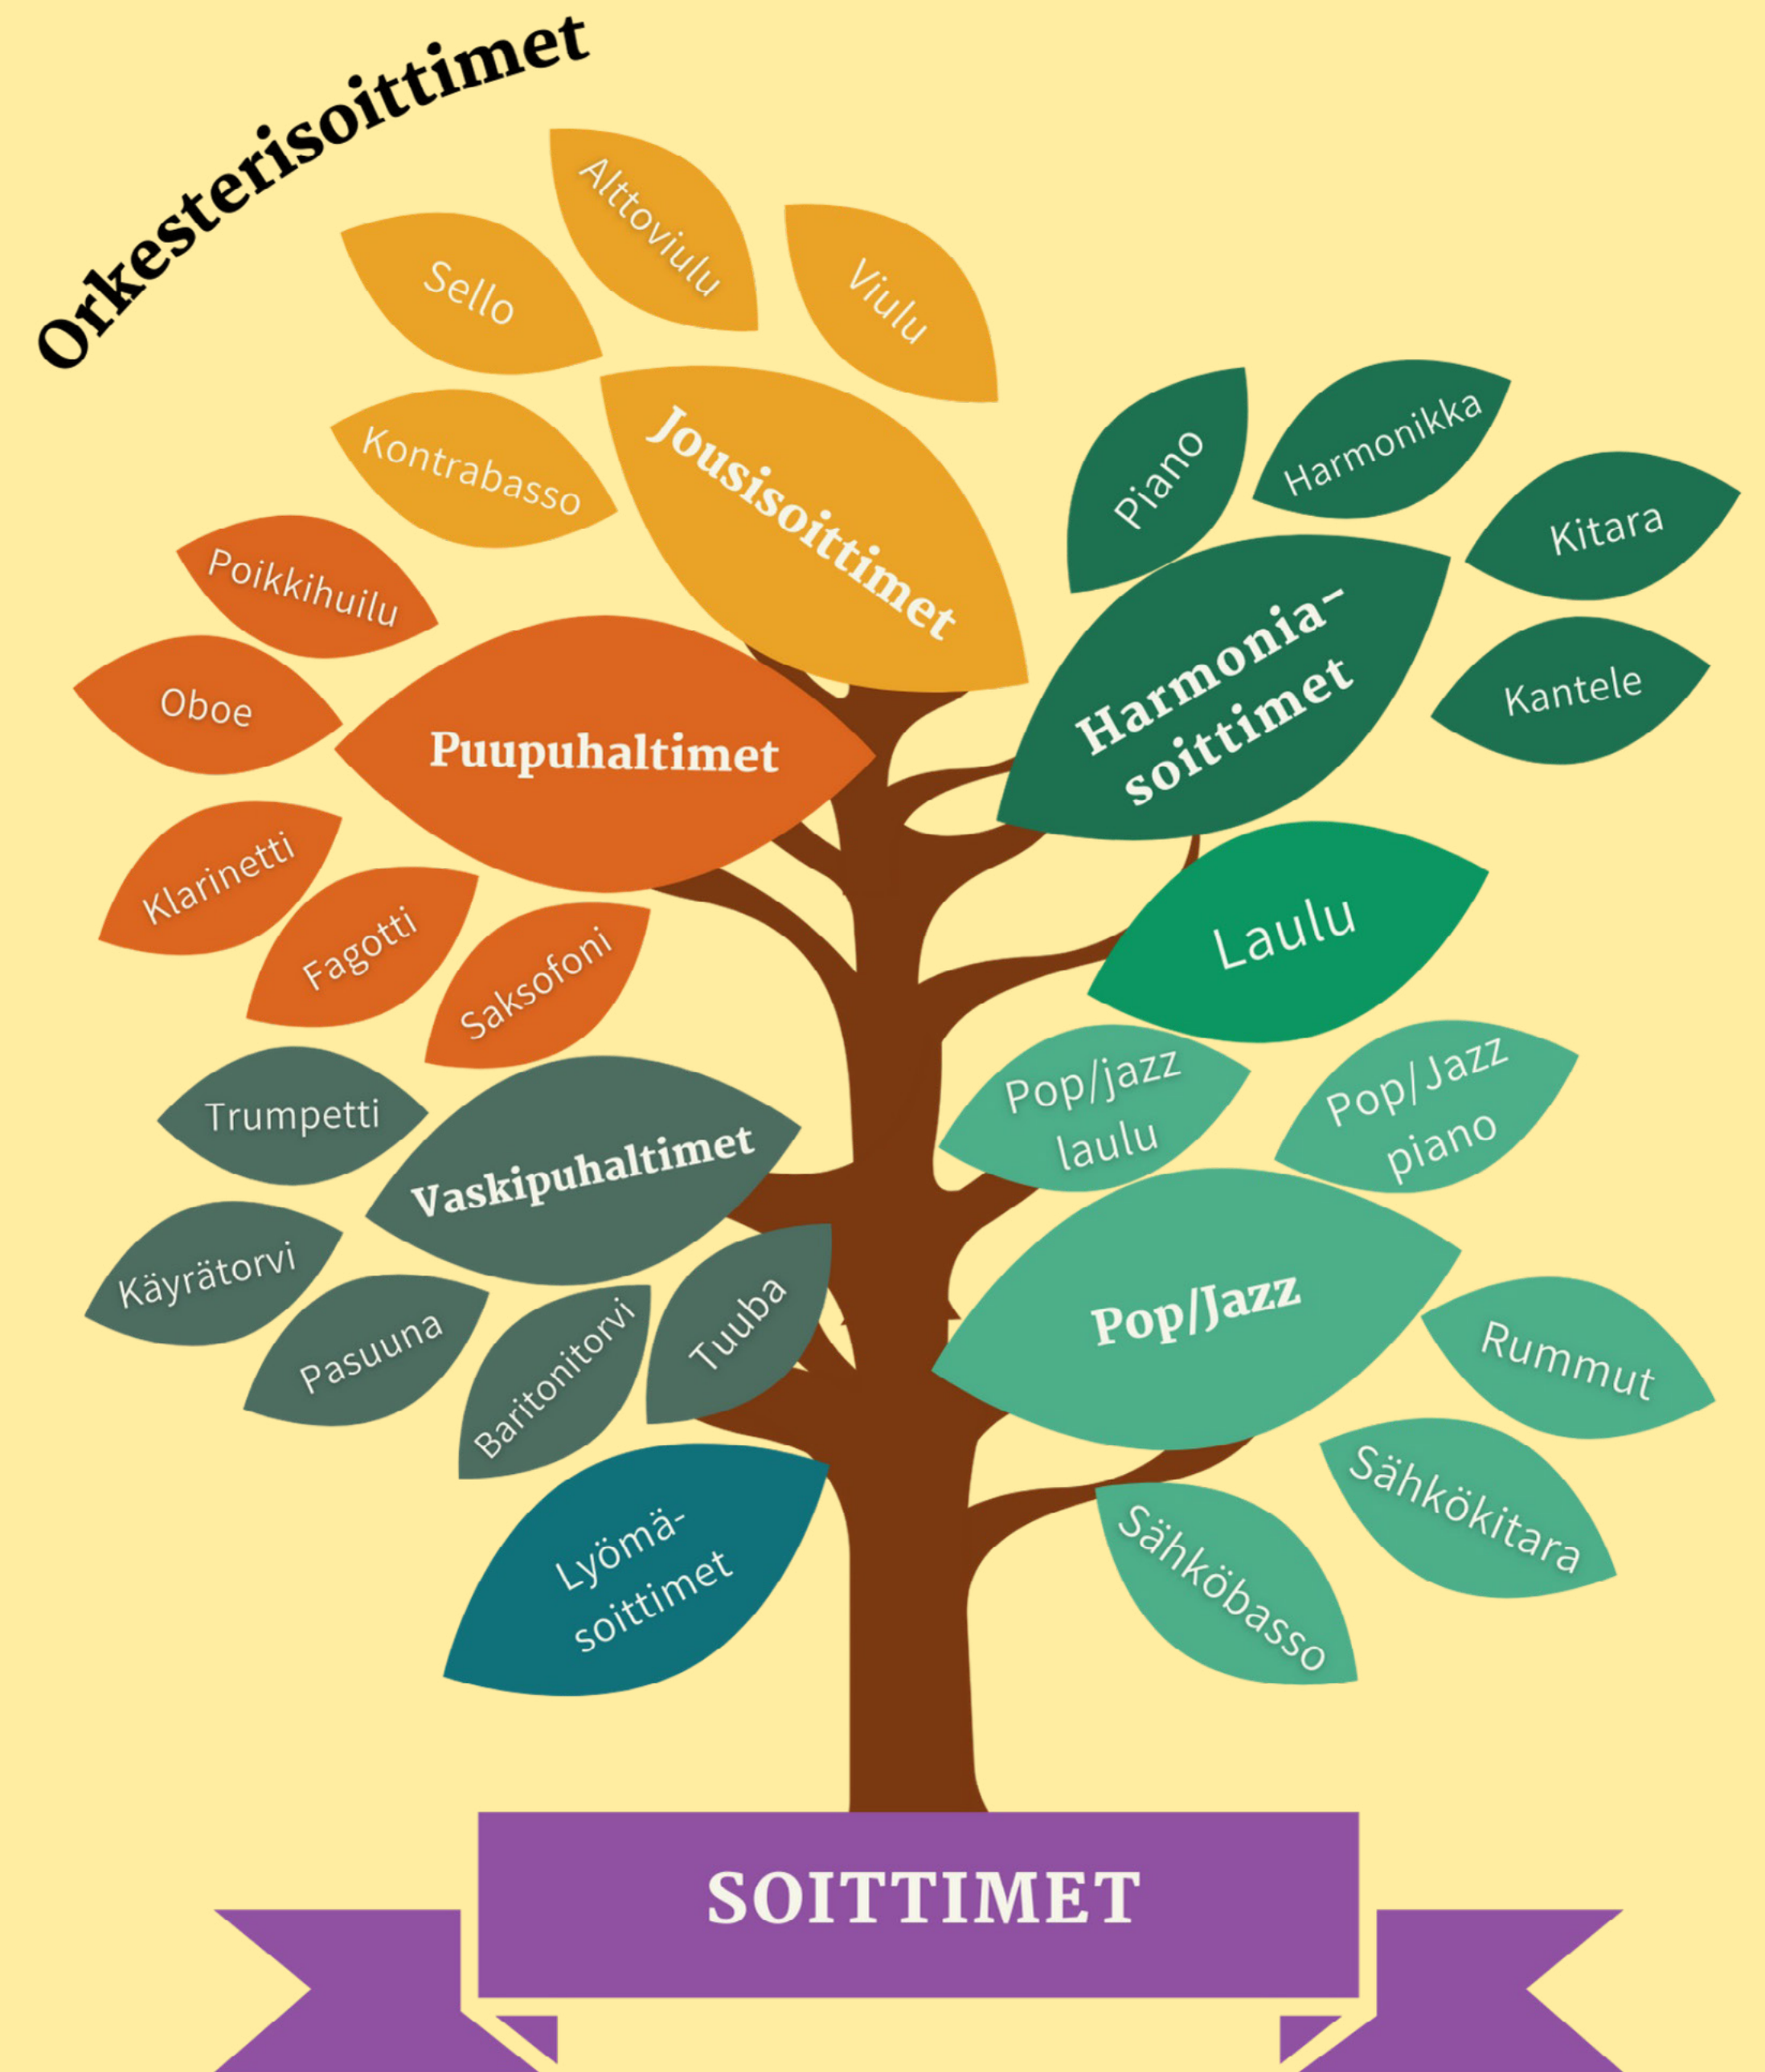 Orkesterisoittimet
Alttoviulu
Sello
Viulu
Kontrabasso
Jousisoittimet
Poikkihuilu
Oboe
Puupuhaltimet
Klarinetti
Fagotti
Saksofoni
Piano
Harmonikka
Kitara
Kantele
Harmonia-
soittimet
Laulu
Trumpetti
Vaskipuhaltimet
Käyrätorvi
Pasuuna
Baritonitorvi
Tuuba
Pop/jazz
laulu
Pop/Jazz
piano
Pop/Jazz
Rummut
Sähkökitara
Sähköbasso
Lyömä-
soittimet
SOITTIMET